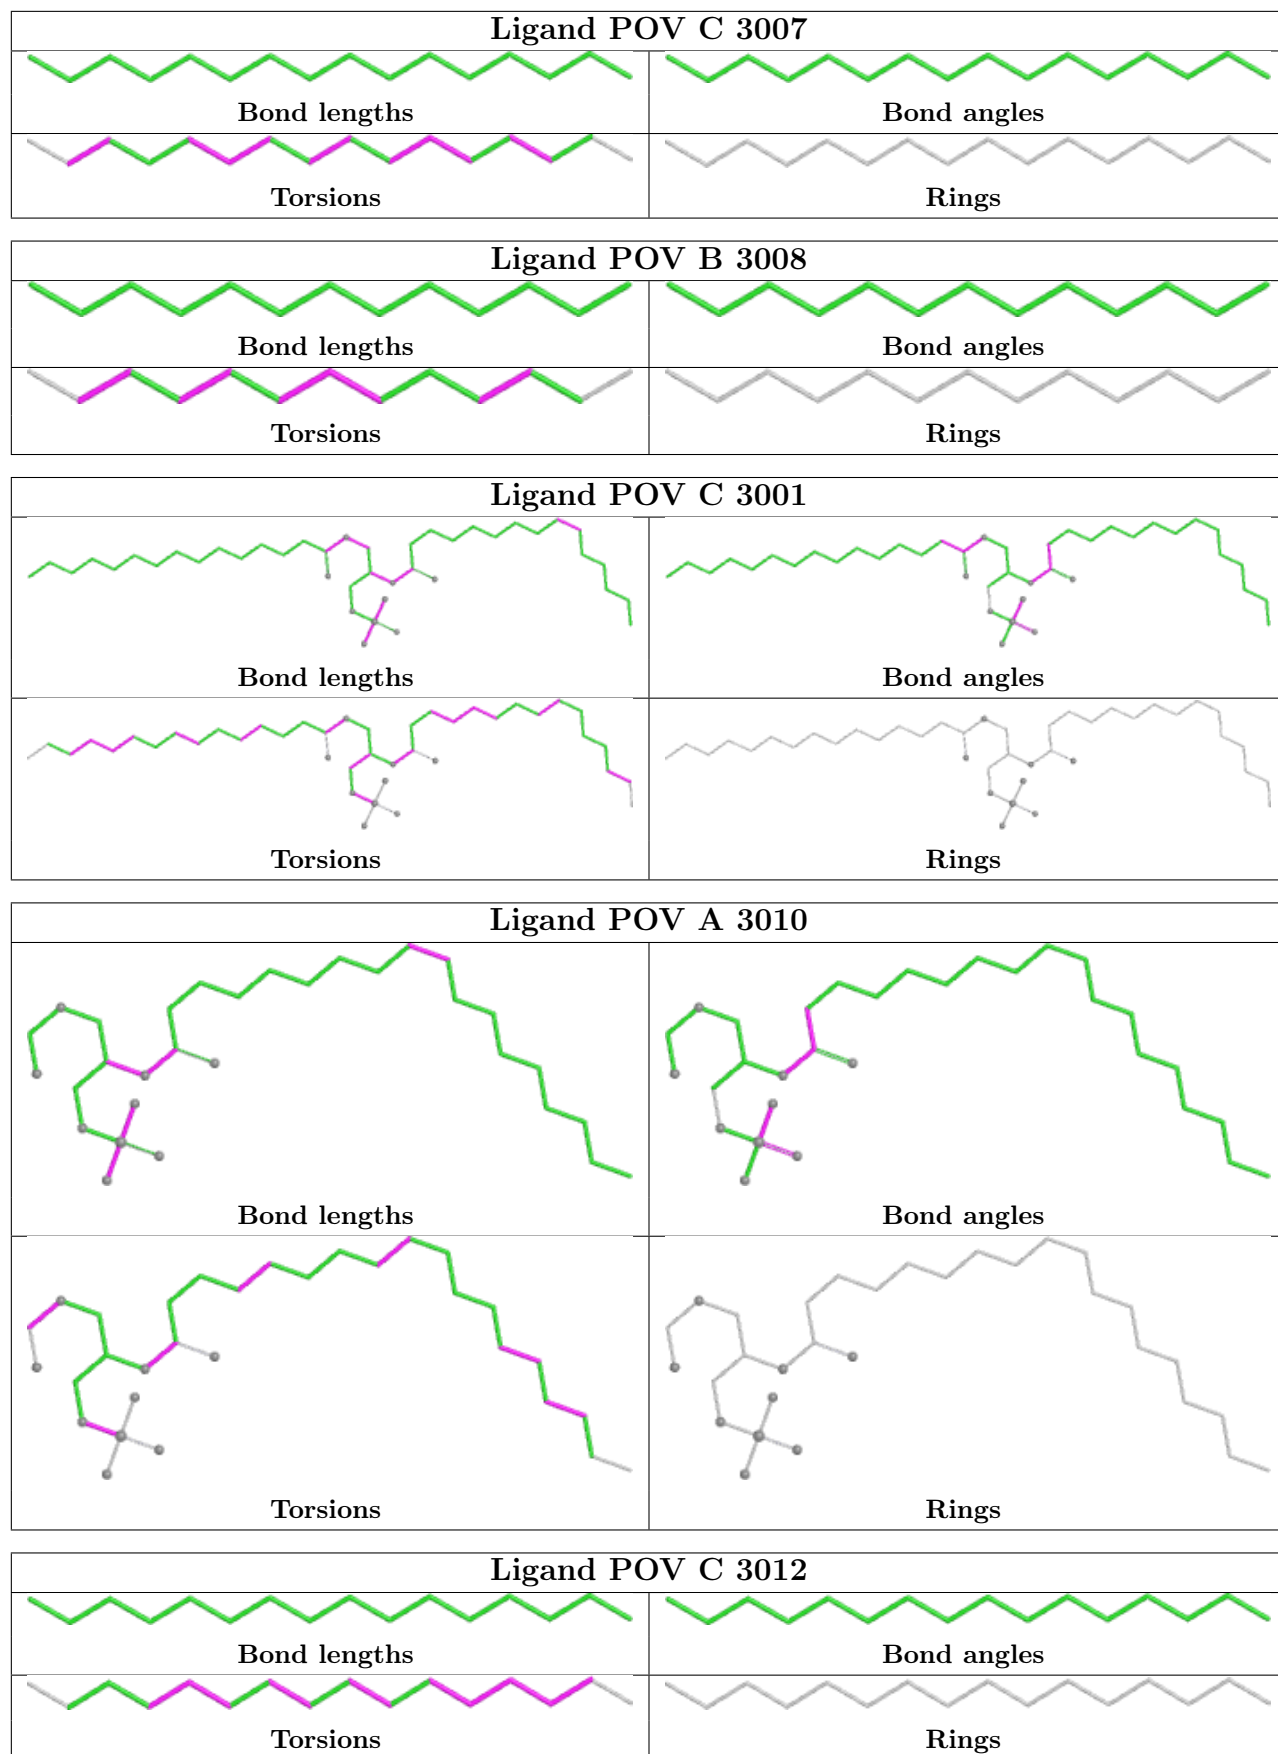 Ligand POV C 3007
Bond lengths
Bond angles
Torsions
Rings
Ligand POV B 3008
Bond lengths
Bond angles
Torsions
Rings
Ligand POV C 3001
Bond lengths
Bond angles
Torsions
Rings
Ligand POV A 3010
Bond lengths
Bond angles
Torsions
Rings
Ligand POV C 3012
Bond lengths
Bond angles
Torsions
Rings